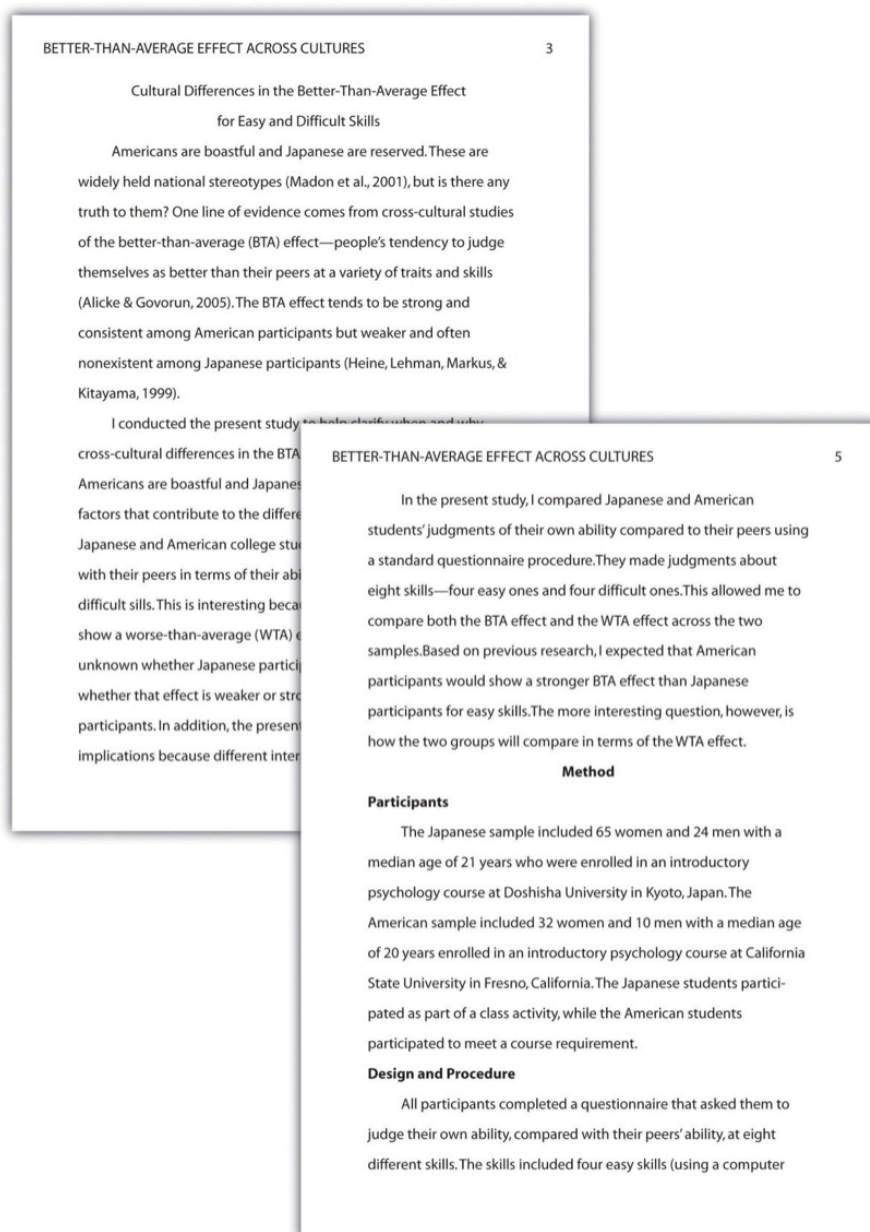 BETTER-THAN-AVERAGE EFFECT ACROSS CULTURES 3
Cultural Differences in the Better-Than-Average Effect
for Easy and Difficult Skills
Americans are boastful and Japanese are reserved. These are
widely held national stereotypes (Madon et al., 2001), but is there any
truth to them? One line of evidence comes from cross-cultural studies
of the better-than-average (BTA) effect—people's tendency to judge
themselves as better than their peers at a variety of traits and skills
(Alicke & Govorun, 2005). The BTA effect tends to be strong and
consistent among American participants but weaker and often
nonexistent among Japanese participants (Heine, Lehman, Markus, &
Kitayama, 1999).
I conducted the present study to help clarify when and why
cross-cultural differences in the BTA
Americans are boastful and
factors that contribute to the
Japanese and American college
with their peers in terms of their
difficult sills. This is interesting
show a worse-than-average (WTA)
unknown whether Japanese
whether that effect is weaker or
participants. In addition, the
implications because different
BETTER-THAN-AVERAGE EFFECT ACROSS CULTURES 5
In the present study, I compared Japanese and American
students' judgments of their own ability compared to their peers using
a standard questionnaire procedure.They made judgments about
eight skills—four easy ones and four difficult ones.This allowed me to
compare both the BTA effect and the WTA effect across the two
samples.Based on previous research, I expected that American
participants would show a stronger BTA effect than Japanese
participants for easy skills.The more interesting question, however, is
how the two groups will compare in terms of the WTA effect.
Method
Participants
The Japanese sample included 65 women and 24 men with a
median age of 21 years who were enrolled in an introductory
psychology course at Doshisha University in Kyoto, Japan. The
American sample included 32 women and 10 men with a median age
of 20 years enrolled in an introductory psychology course at California
State University in Fresno, California. The Japanese students partici-
pated as part of a class activity, while the American students
participated to meet a course requirement.
Design and Procedure
All participants completed a questionnaire that asked them to
judge their own ability, compared with their peers' ability, at eight
different skills. The skills included four easy skills (using a computer